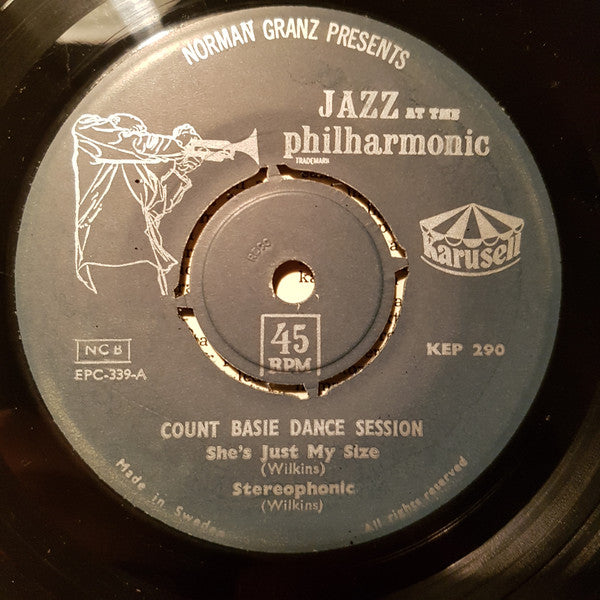 NORMAN GRANZ PRESENTS
JAZZ AT THE
philharmonic
TRADEMARK
Karusell
45
RPM
NCB
EPC-339-A
KEP 290
COUNT BASIE DANCE SESSION
She's Just My Size
(Wilkins)
Stereophonic
(Wilkins)
Made in Sweden
All rights reserved